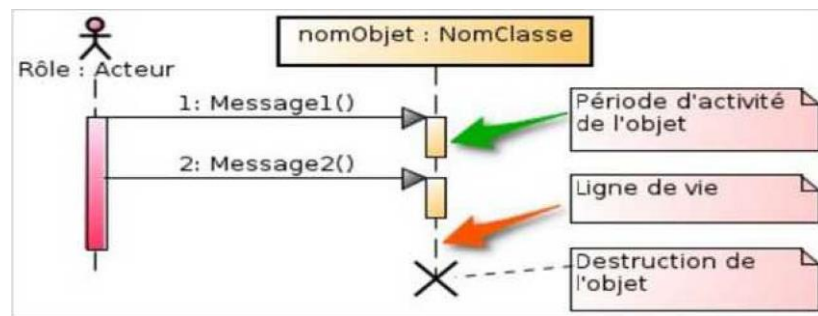 nomObjet : NomClasse
Rôle : Acteur
1: Message1()
Période d'activité
de l'objet
2: Message2()
Ligne de vie
Destruction de
l'objet